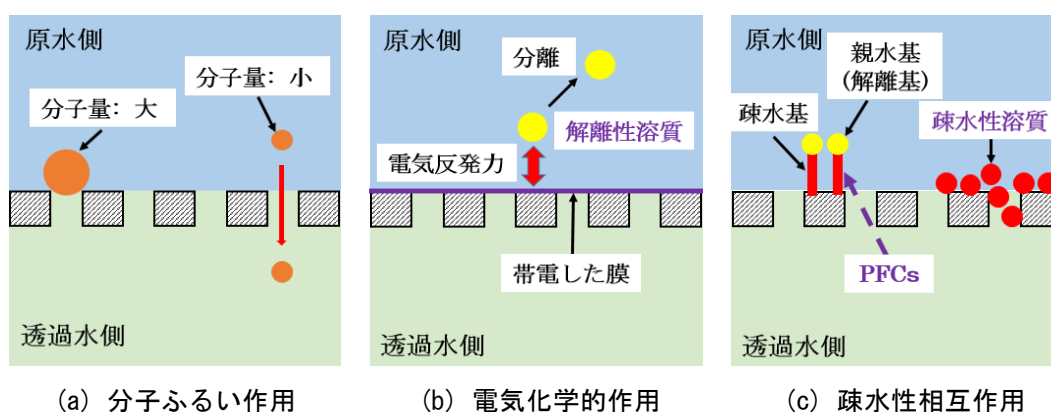 原水側
分子量: 小
分子量: 大
透過水側
(a) 分子ふるい作用
原水側
分離
解離性溶質
電気反発力
帯電した膜
透過水側
(b) 電気化学的作用
原水側
親水基
(解離基)
疎水基
疎水性溶質
PFCs
透過水側
(c) 疎水性相互作用